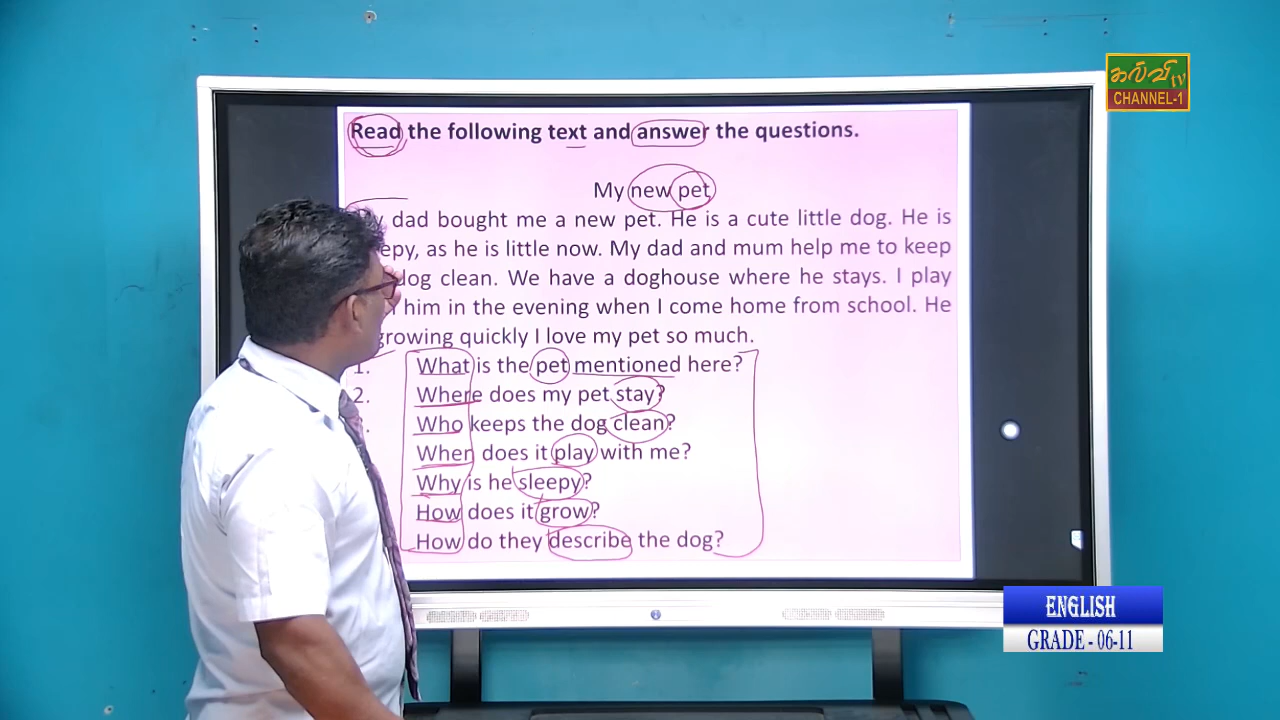 கல்வி TV
CHANNEL-1
Read the following text and answer the questions.
My new pet
dad bought me a new pet. He is a cute little dog. He is
as he is little now. My dad and mum help me to keep
dog clean. We have a doghouse where he stays. I play
him in the evening when I come home from school. He
growing quickly I love my pet so much.
1. What is the pet mentioned here?
2. Where does my pet stay?
Who keeps the dog clean?
When does it play with me?
Why is he sleepy?
How does it grow?
How do they describe the dog?
ENGLISH
GRADE - 06-11